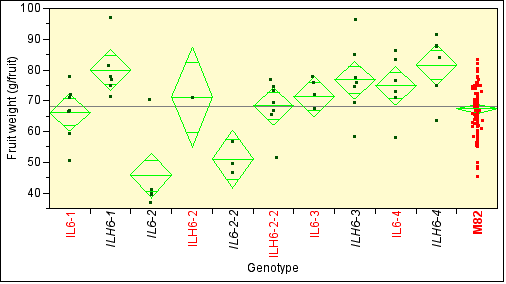 Fruit weight (g/fruit)
100
90
80
70
60
50
40
IL6-1
ILH6-1
IL6-2
ILH6-2
IL6-2-2
ILH6-2-2
IL6-3
ILH6-3
IL6-4
ILH6-4
M82
Genotype